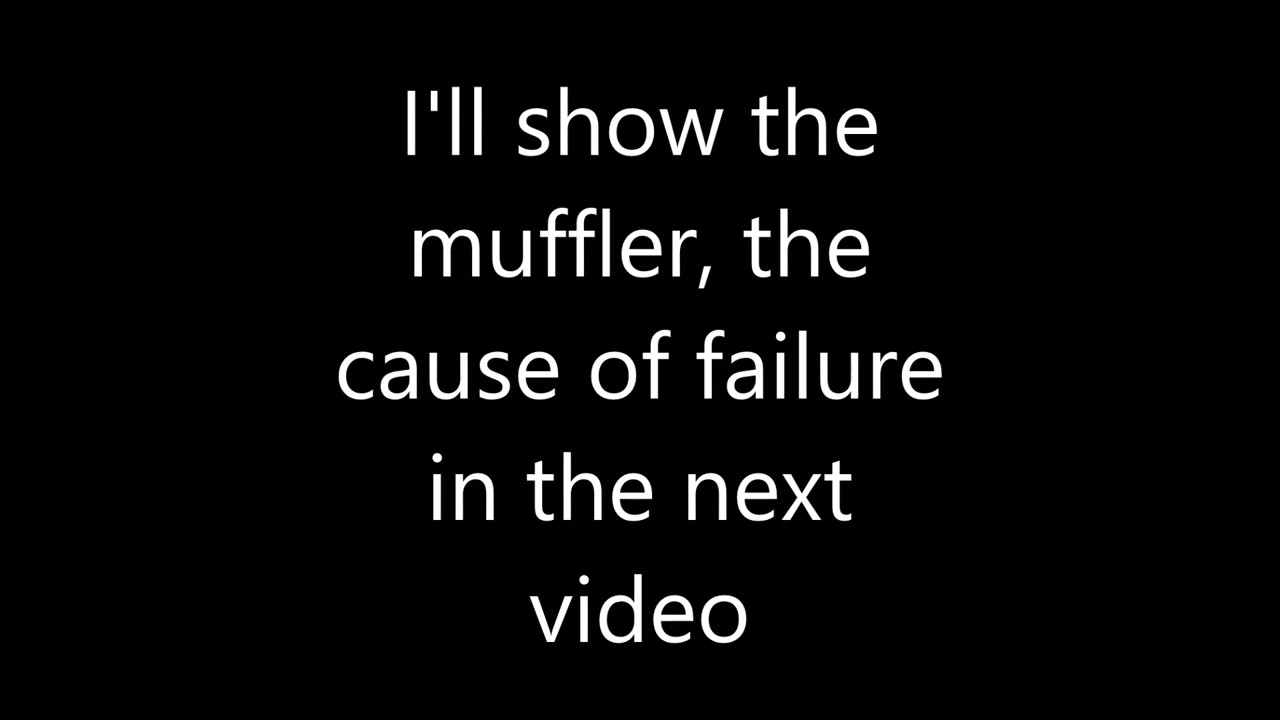 I'll show the
muffler, the
cause of failure
in the next
video